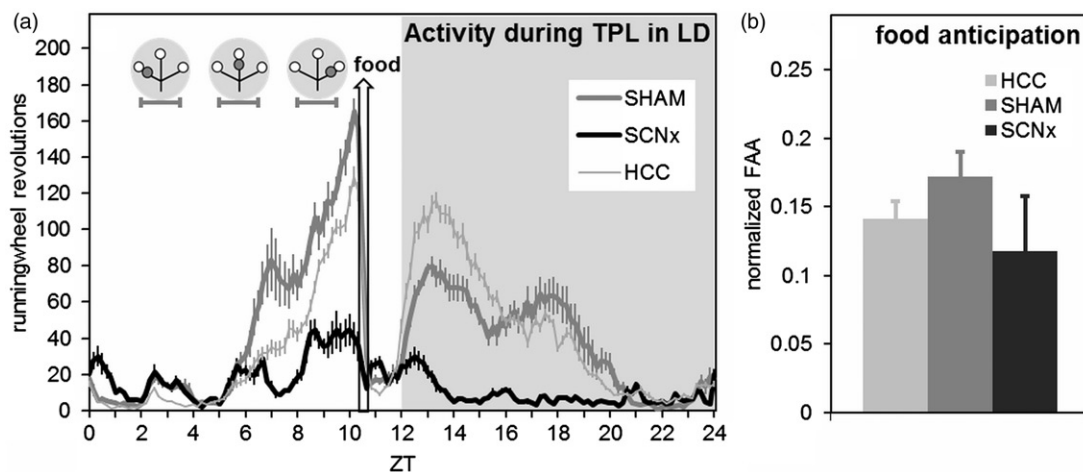 (a)
Activity during TPL in LD
food
SHAM
SCNx
HCC
runningwheel revolutions
200
180
160
140
120
100
80
60
40
20
0
0 2 4 6 8 10 12 14 16 18 20 22 24
ZT
(b)
food anticipation
HCC
SHAM
SCNx
normalized FAA
0.25
0.2
0.15
0.1
0.05
0